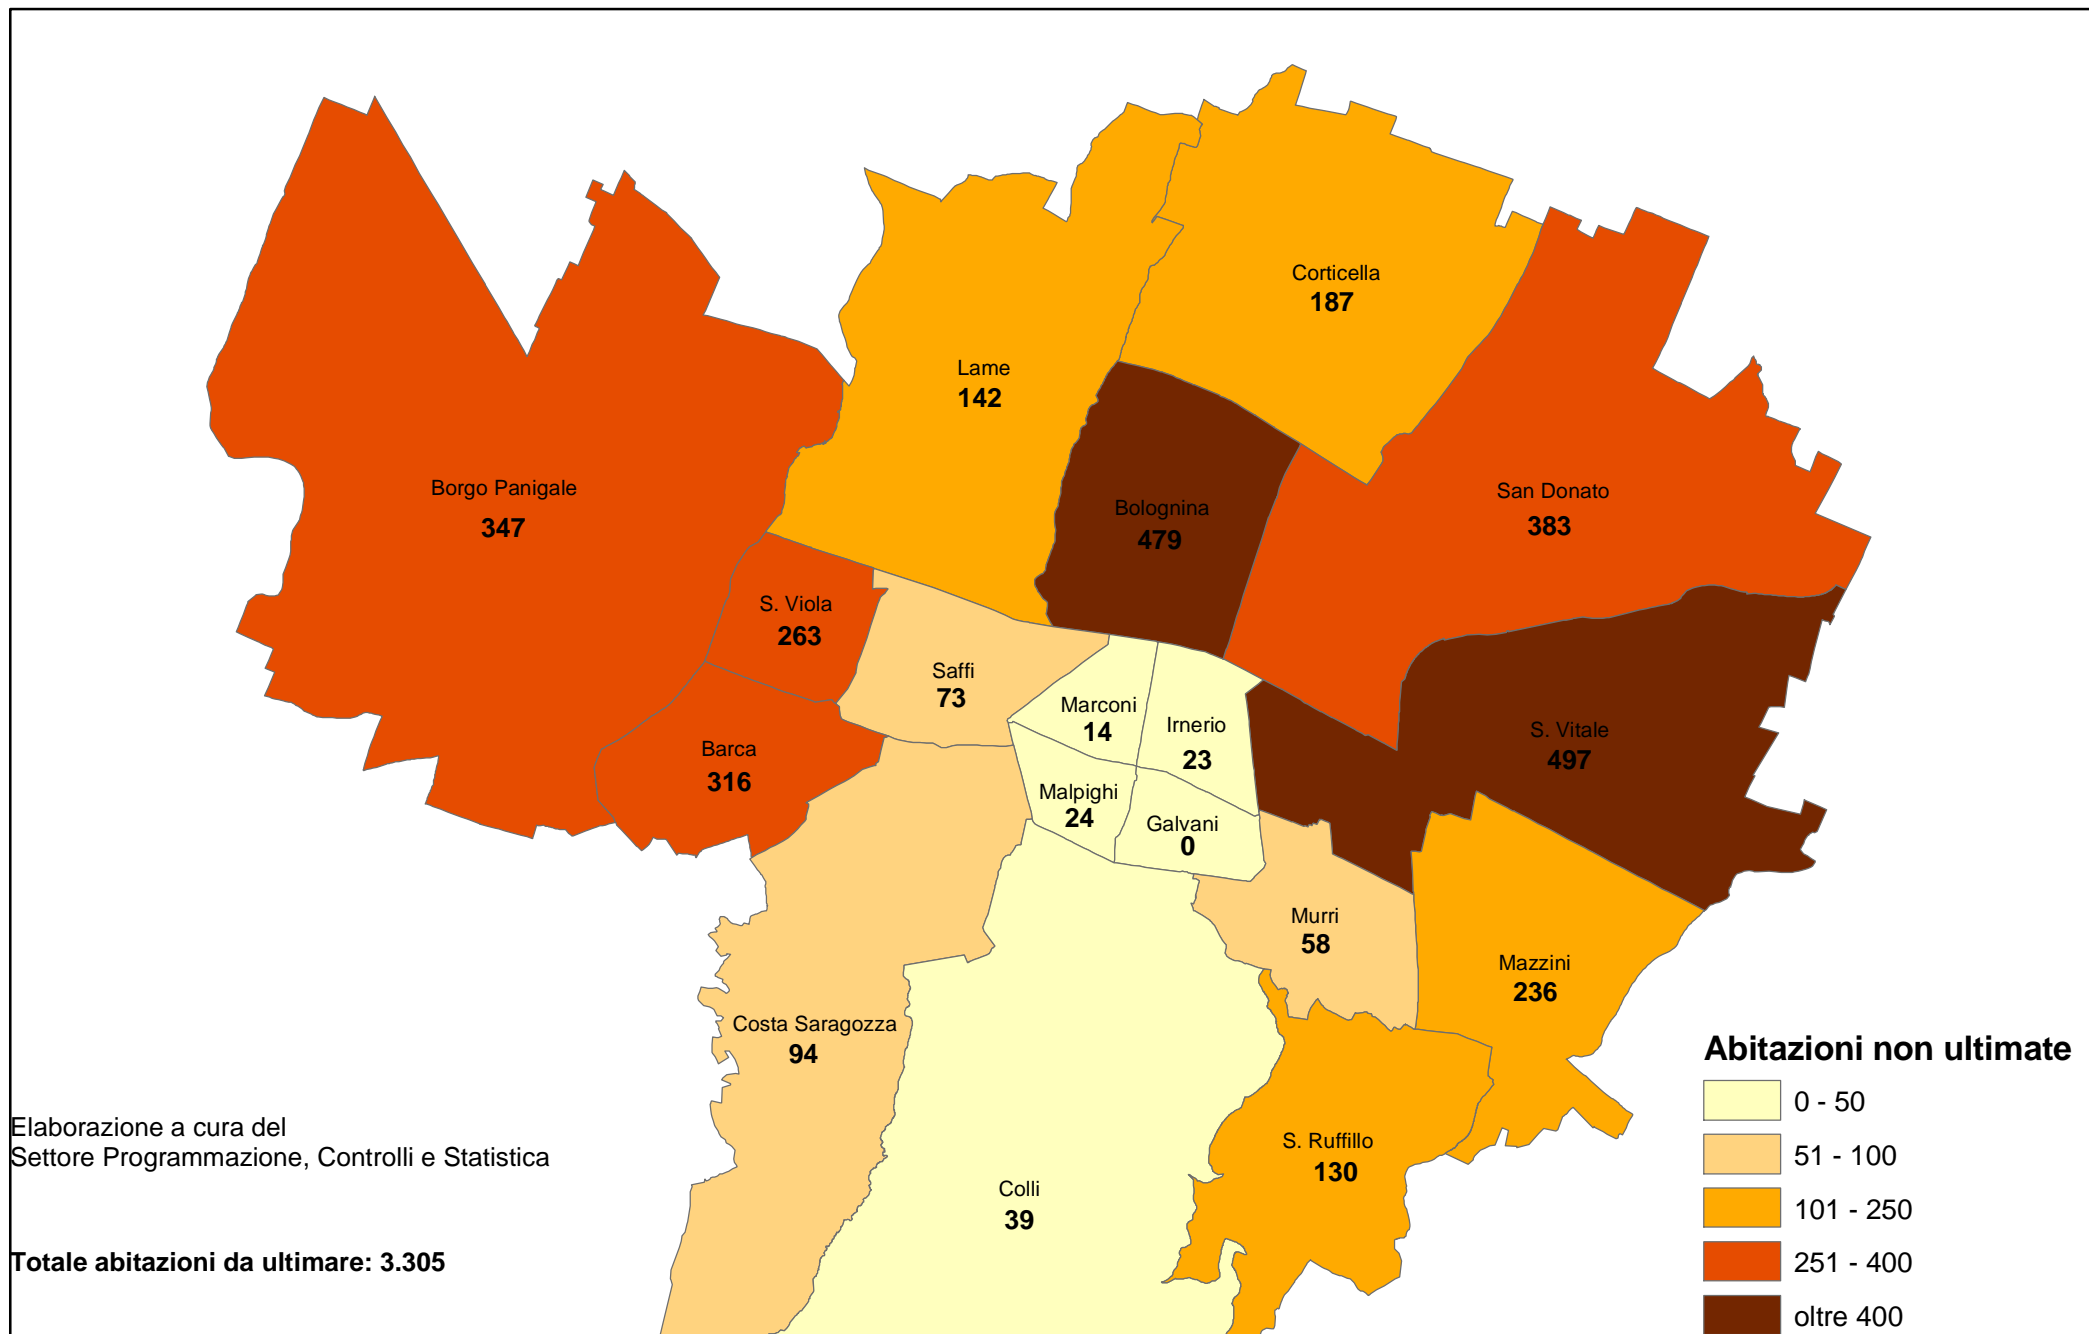 Corticella
187
Lame
142
Borgo Panigale
347
Bolognina
479
San Donato
383
S. Viola
263
Saffi
73
Marconi
14
Irnerio
23
S. Vitale
497
Barca
316
Malpighi
24
Galvani
0
Murri
58
Mazzini
236
Costa Saragozza
94
S. Ruffillo
130
Colli
39
Elaborazione a cura del
Settore Programmazione, Controlli e Statistica
Totale abitazioni da ultimare: 3.305
Abitazioni non ultimate
0 - 50
51 - 100
101 - 250
251 - 400
oltre 400